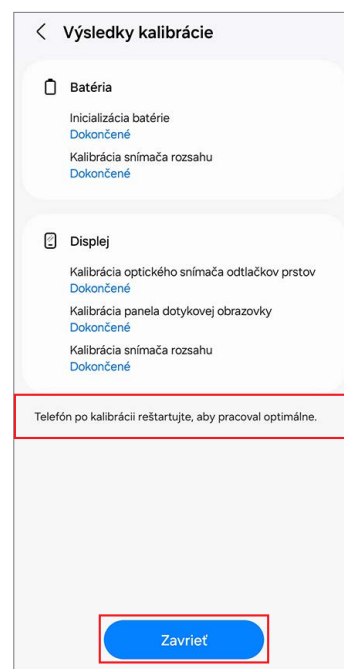 Výsledky kalibrácie
Batéria
Inicializácia batérie
Dokončené
Kalibrácia snímača rozsahu
Dokončené
Displej
Kalibrácia optického snímača odtlačkov prstov
Dokončené
Kalibrácia panela dotykovej obrazovky
Dokončené
Kalibrácia snímača rozsahu
Dokončené
Telefón po kalibrácii reštartujte, aby pracoval optimálne.
Zavrieť